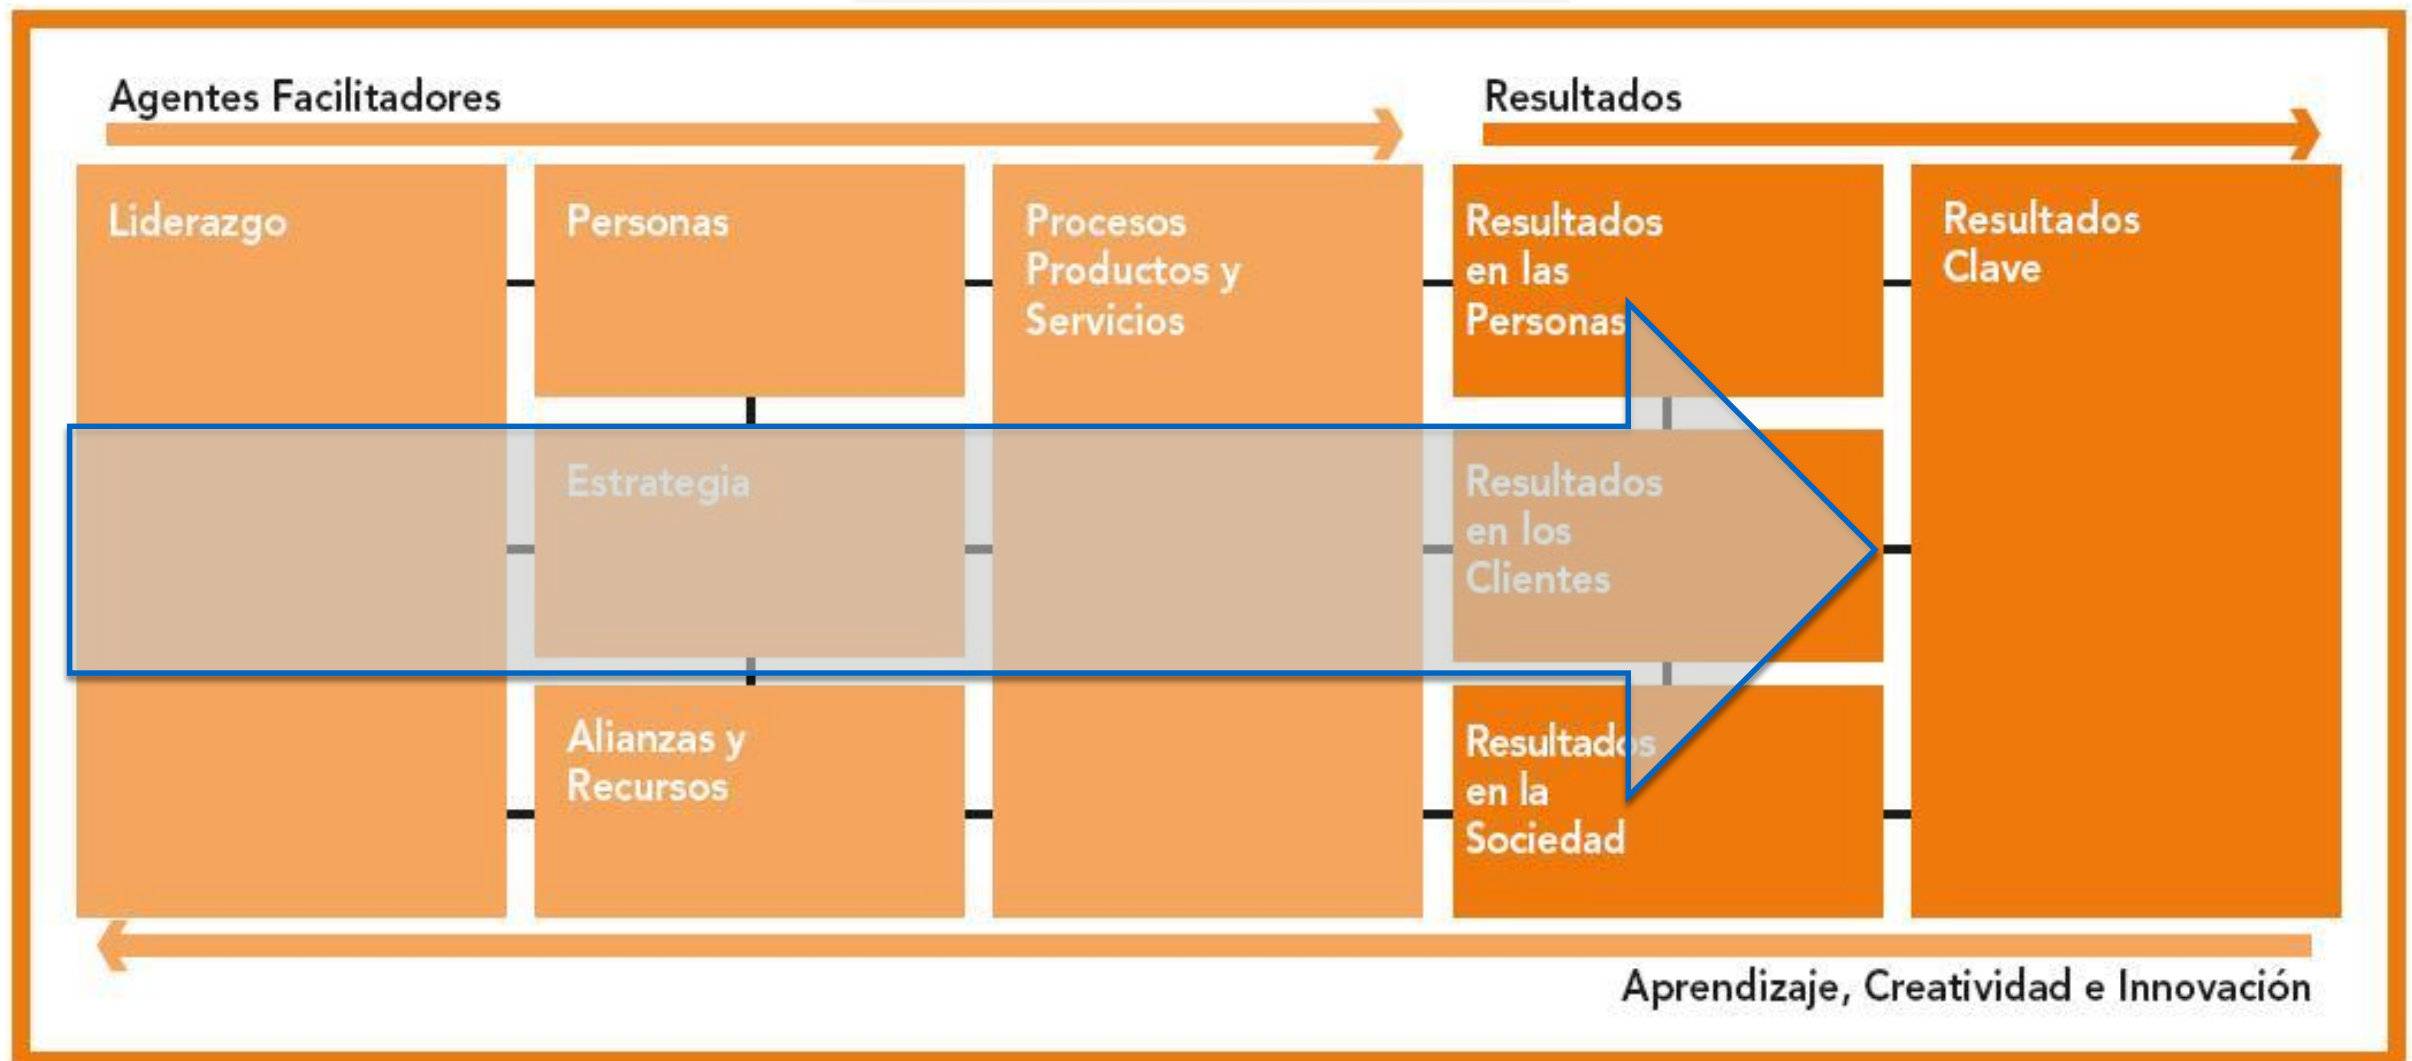 Agentes Facilitadores
Resultados
Liderazgo
Personas
Procesos
Productos y
Servicios
Resultados
en las
Personas
Resultados
Clave
Estrategia
Resultados
en los
Clientes
Alianzas y
Recursos
Resultados
en la
Sociedad
Aprendizaje, Creatividad e Innovación